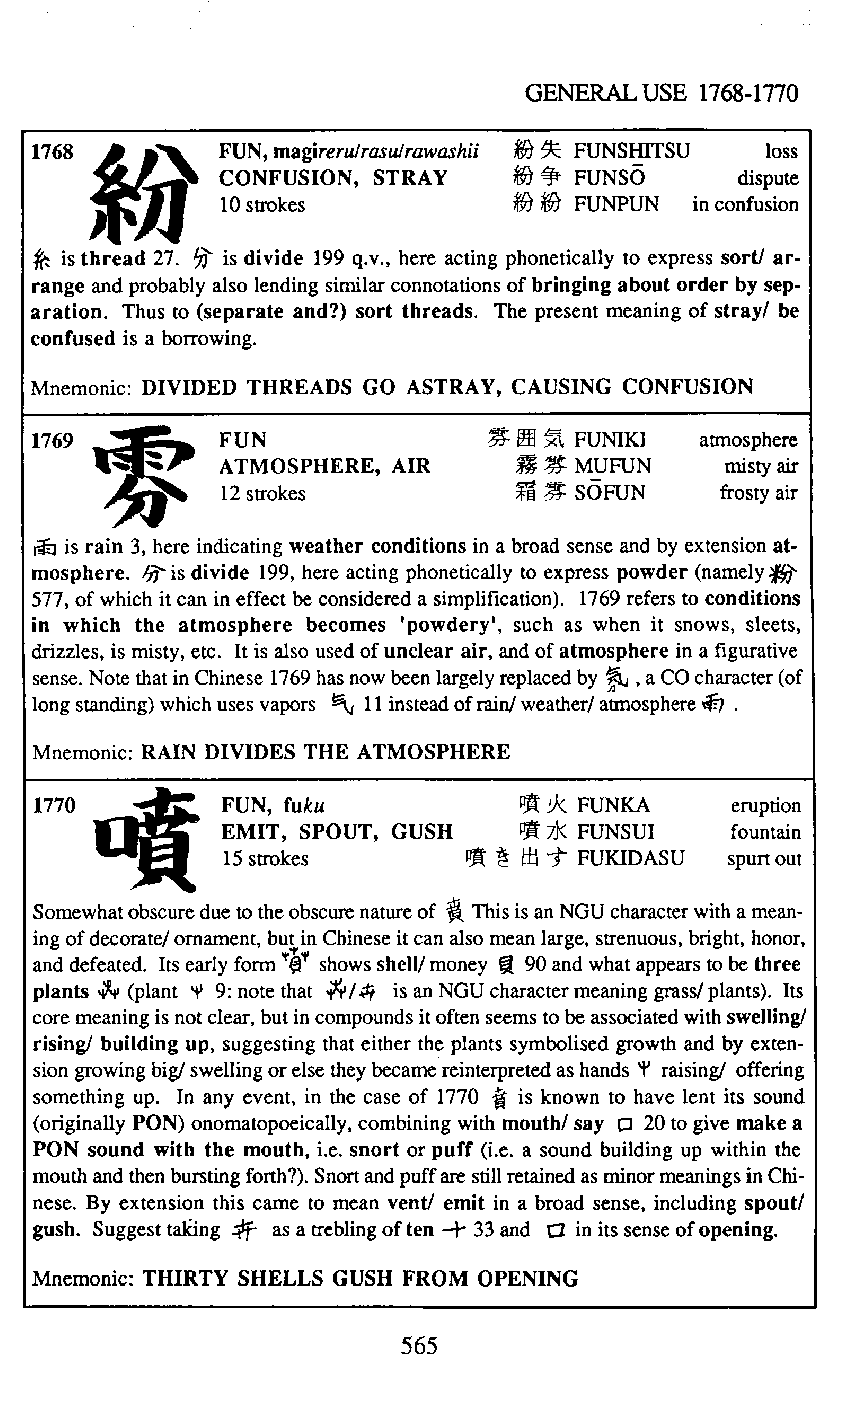 GENERAL USE 1768-1770
1768 紛 FUN, magireru/rasu/rawashii 紛失 FUNSHITSU loss
CONFUSION, STRAY 紛争 FUNSŌ dispute
10 strokes 紛紛 FUNPUN in confusion
糸 is thread 27. 分 is divide 199 q.v., here acting phonetically to express sort/ ar-
range and probably also lending similar connotations of bringing about order by sep-
aration. Thus to (separate and?) sort threads. The present meaning of stray/ be
confused is a borrowing.
Mnemonic: DIVIDED THREADS GO ASTRAY, CAUSING CONFUSION
1769 雰 FUN 雰囲気 FUNIKI atmosphere
ATMOSPHERE, AIR 霧雰 MUFUN misty air
12 strokes 霜雰 SŌFUN frosty air
雨 is rain 3, here indicating weather conditions in a broad sense and by extension at-
mosphere. 分 is divide 199, here acting phonetically to express powder (namely 粉
577, of which it can in effect be considered a simplification). 1769 refers to conditions
in which the atmosphere becomes 'powdery', such as when it snows, sleets,
drizzles, is misty, etc. It is also used of unclear air, and of atmosphere in a figurative
sense. Note that in Chinese 1769 has now been largely replaced by 氛, a CO character (of
long standing) which uses vapors 气 11 instead of rain/ weather/ atmosphere 雨.
Mnemonic: RAIN DIVIDES THE ATMOSPHERE
1770 噴 FUN, fuku 噴火 FUNKA eruption
EMIT, SPOUT, GUSH 噴水 FUNSUI fountain
15 strokes 噴き出す FUKIDASU spurt out
Somewhat obscure due to the obscure nature of 賁 This is an NGU character with a mean-
ing of decorate/ ornament, but in Chinese it can also mean large, strenuous, bright, honor,
and defeated. Its early form shows shell/ money 貝 90 and what appears to be three
plants (plant 9: note that 卉 is an NGU character meaning grass/ plants). Its
core meaning is not clear, but in compounds it often seems to be associated with swelling/
rising/ building up, suggesting that either the plants symbolised growth and by exten-
sion growing big/ swelling or else they became reinterpreted as hands raising/ offering
something up. In any event, in the case of 1770 賁 is known to have lent its sound
(originally PON) onomatopoeically, combining with mouth/ say 口 20 to give make a
PON sound with the mouth, i.e. snort or puff (i.e. a sound building up within the
mouth and then bursting forth?). Snort and puff are still retained as minor meanings in Chi-
nese. By extension this came to mean vent/ emit in a broad sense, including spout/
gush. Suggest taking 卉 as a trebling of ten 十 33 and 口 in its sense of opening.
Mnemonic: THIRTY SHELLS GUSH FROM OPENING
565